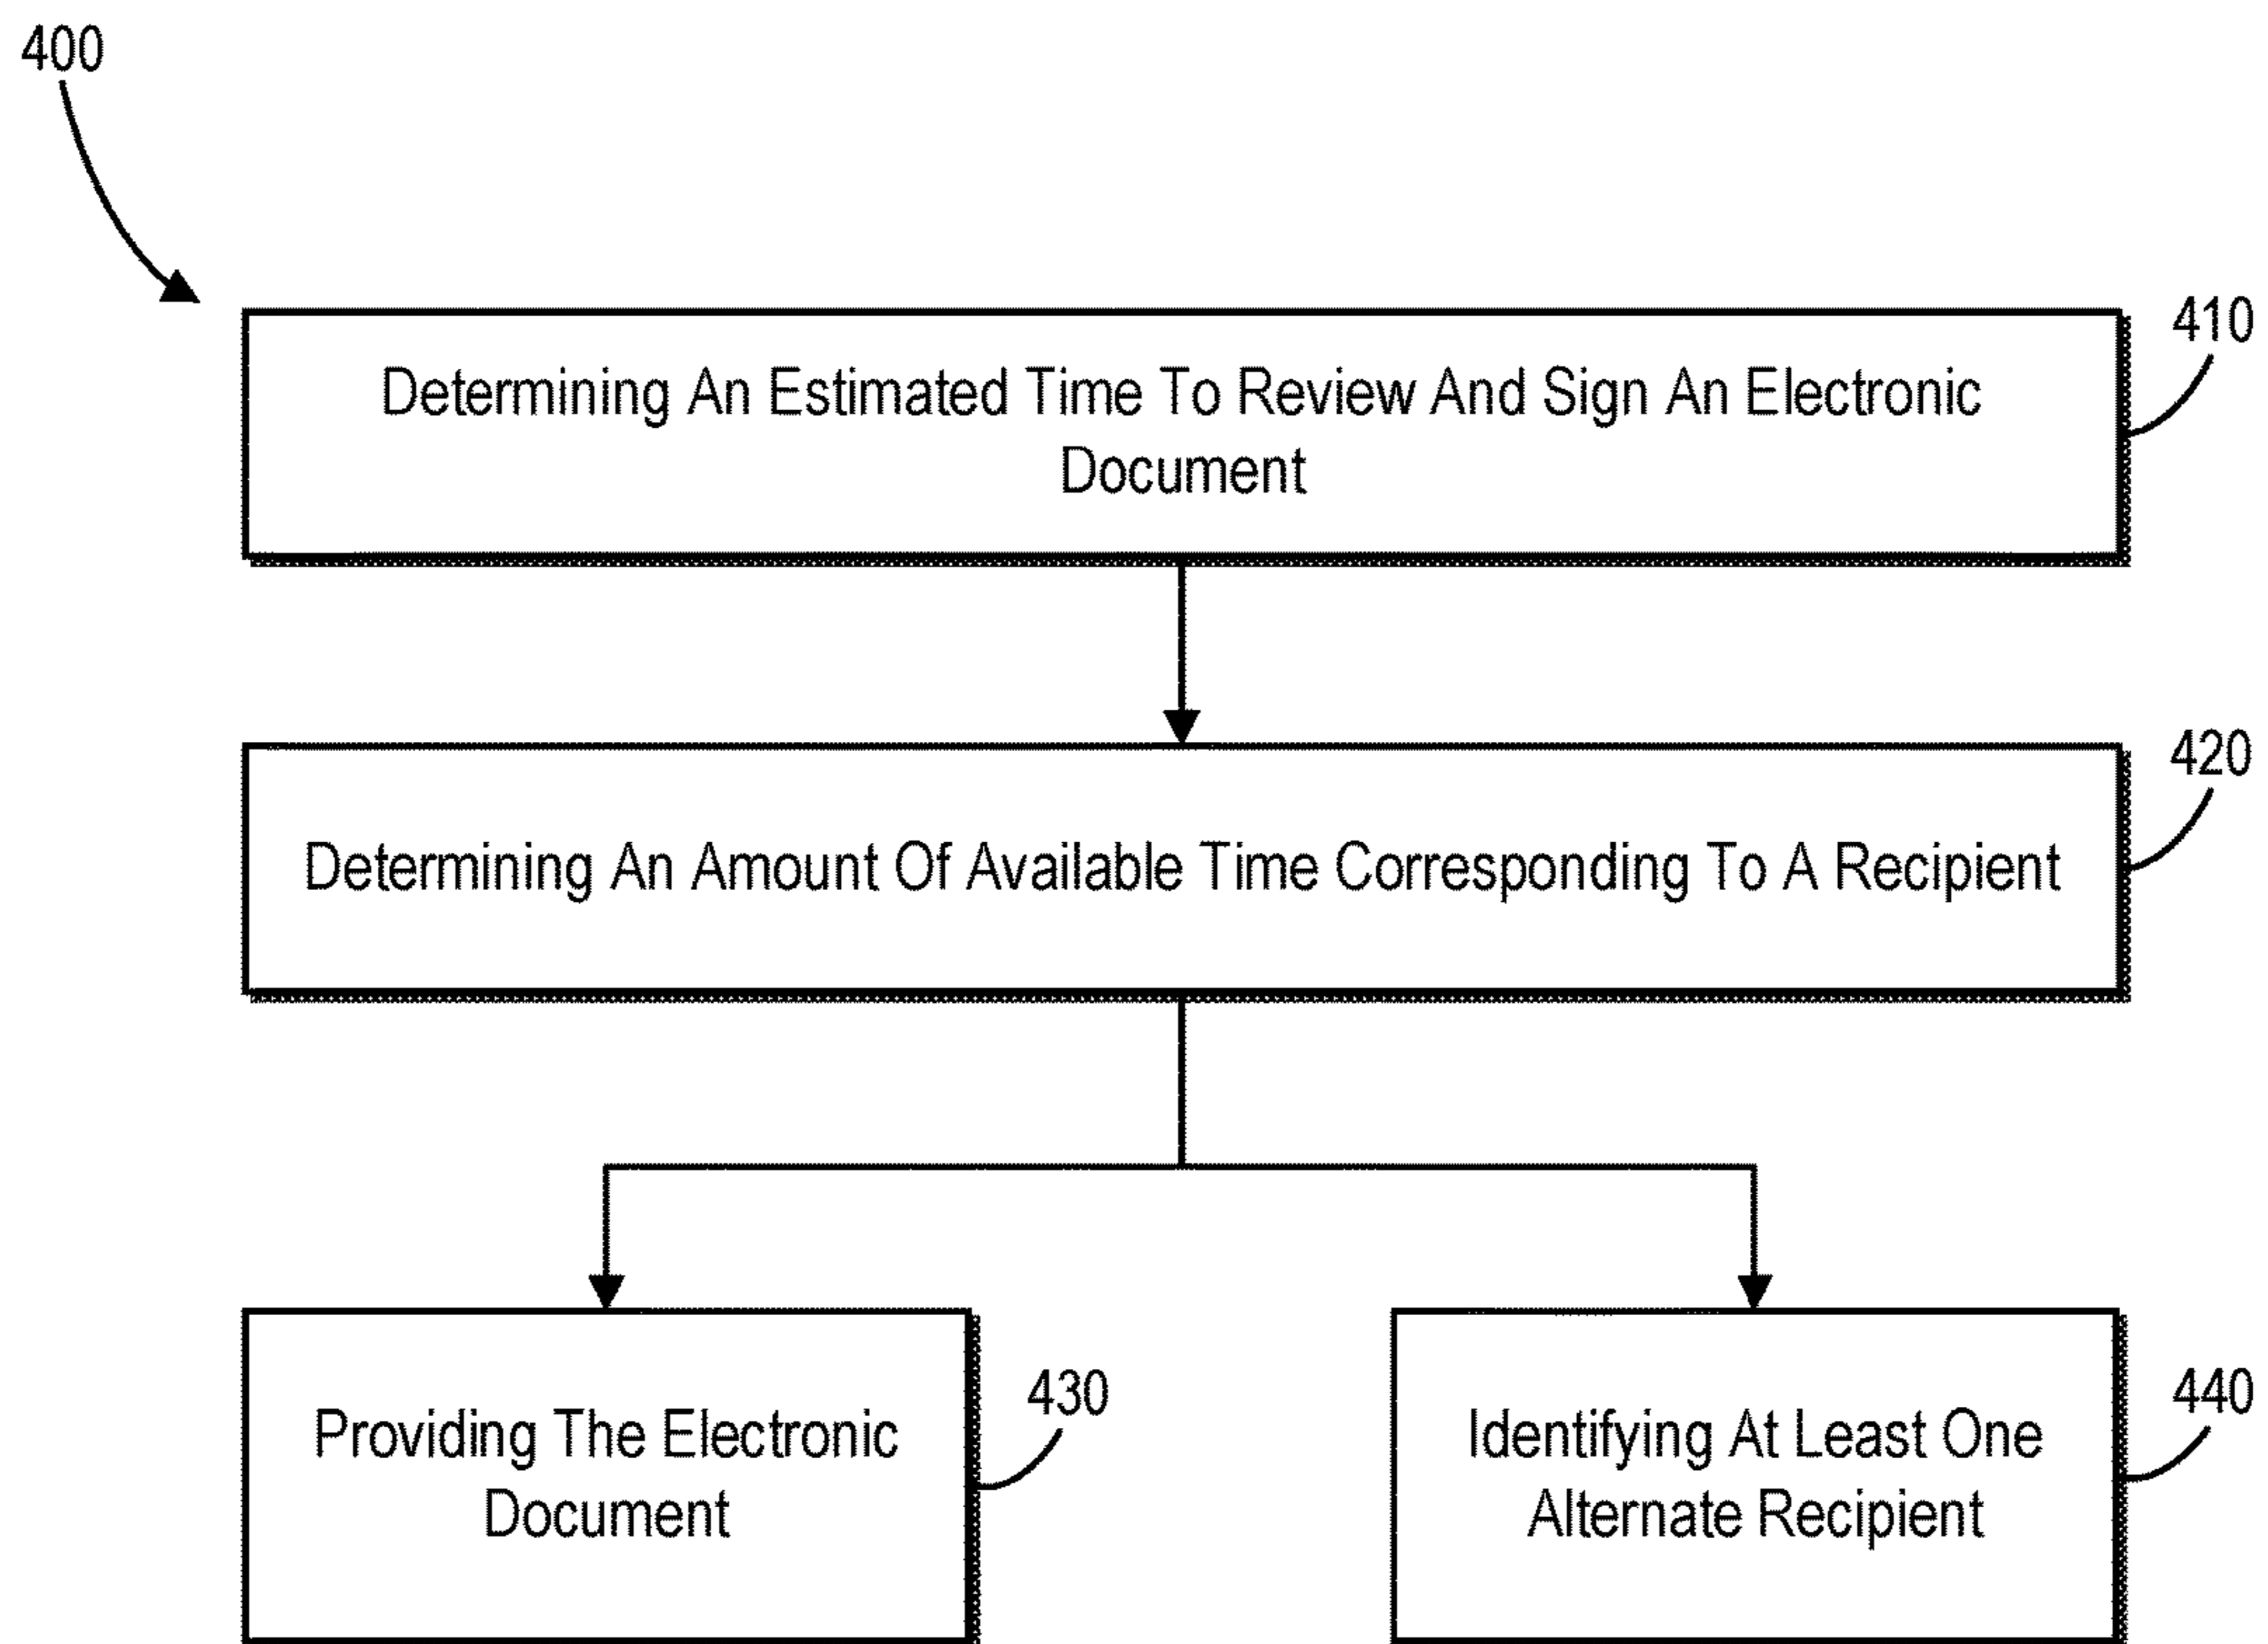 400
410
Determining An Estimated Time To Review And Sign An Electronic
Document
420
Determining An Amount Of Available Time Corresponding To A Recipient
430
Providing The Electronic
Document
440
Identifying At Least One
Alternate Recipient